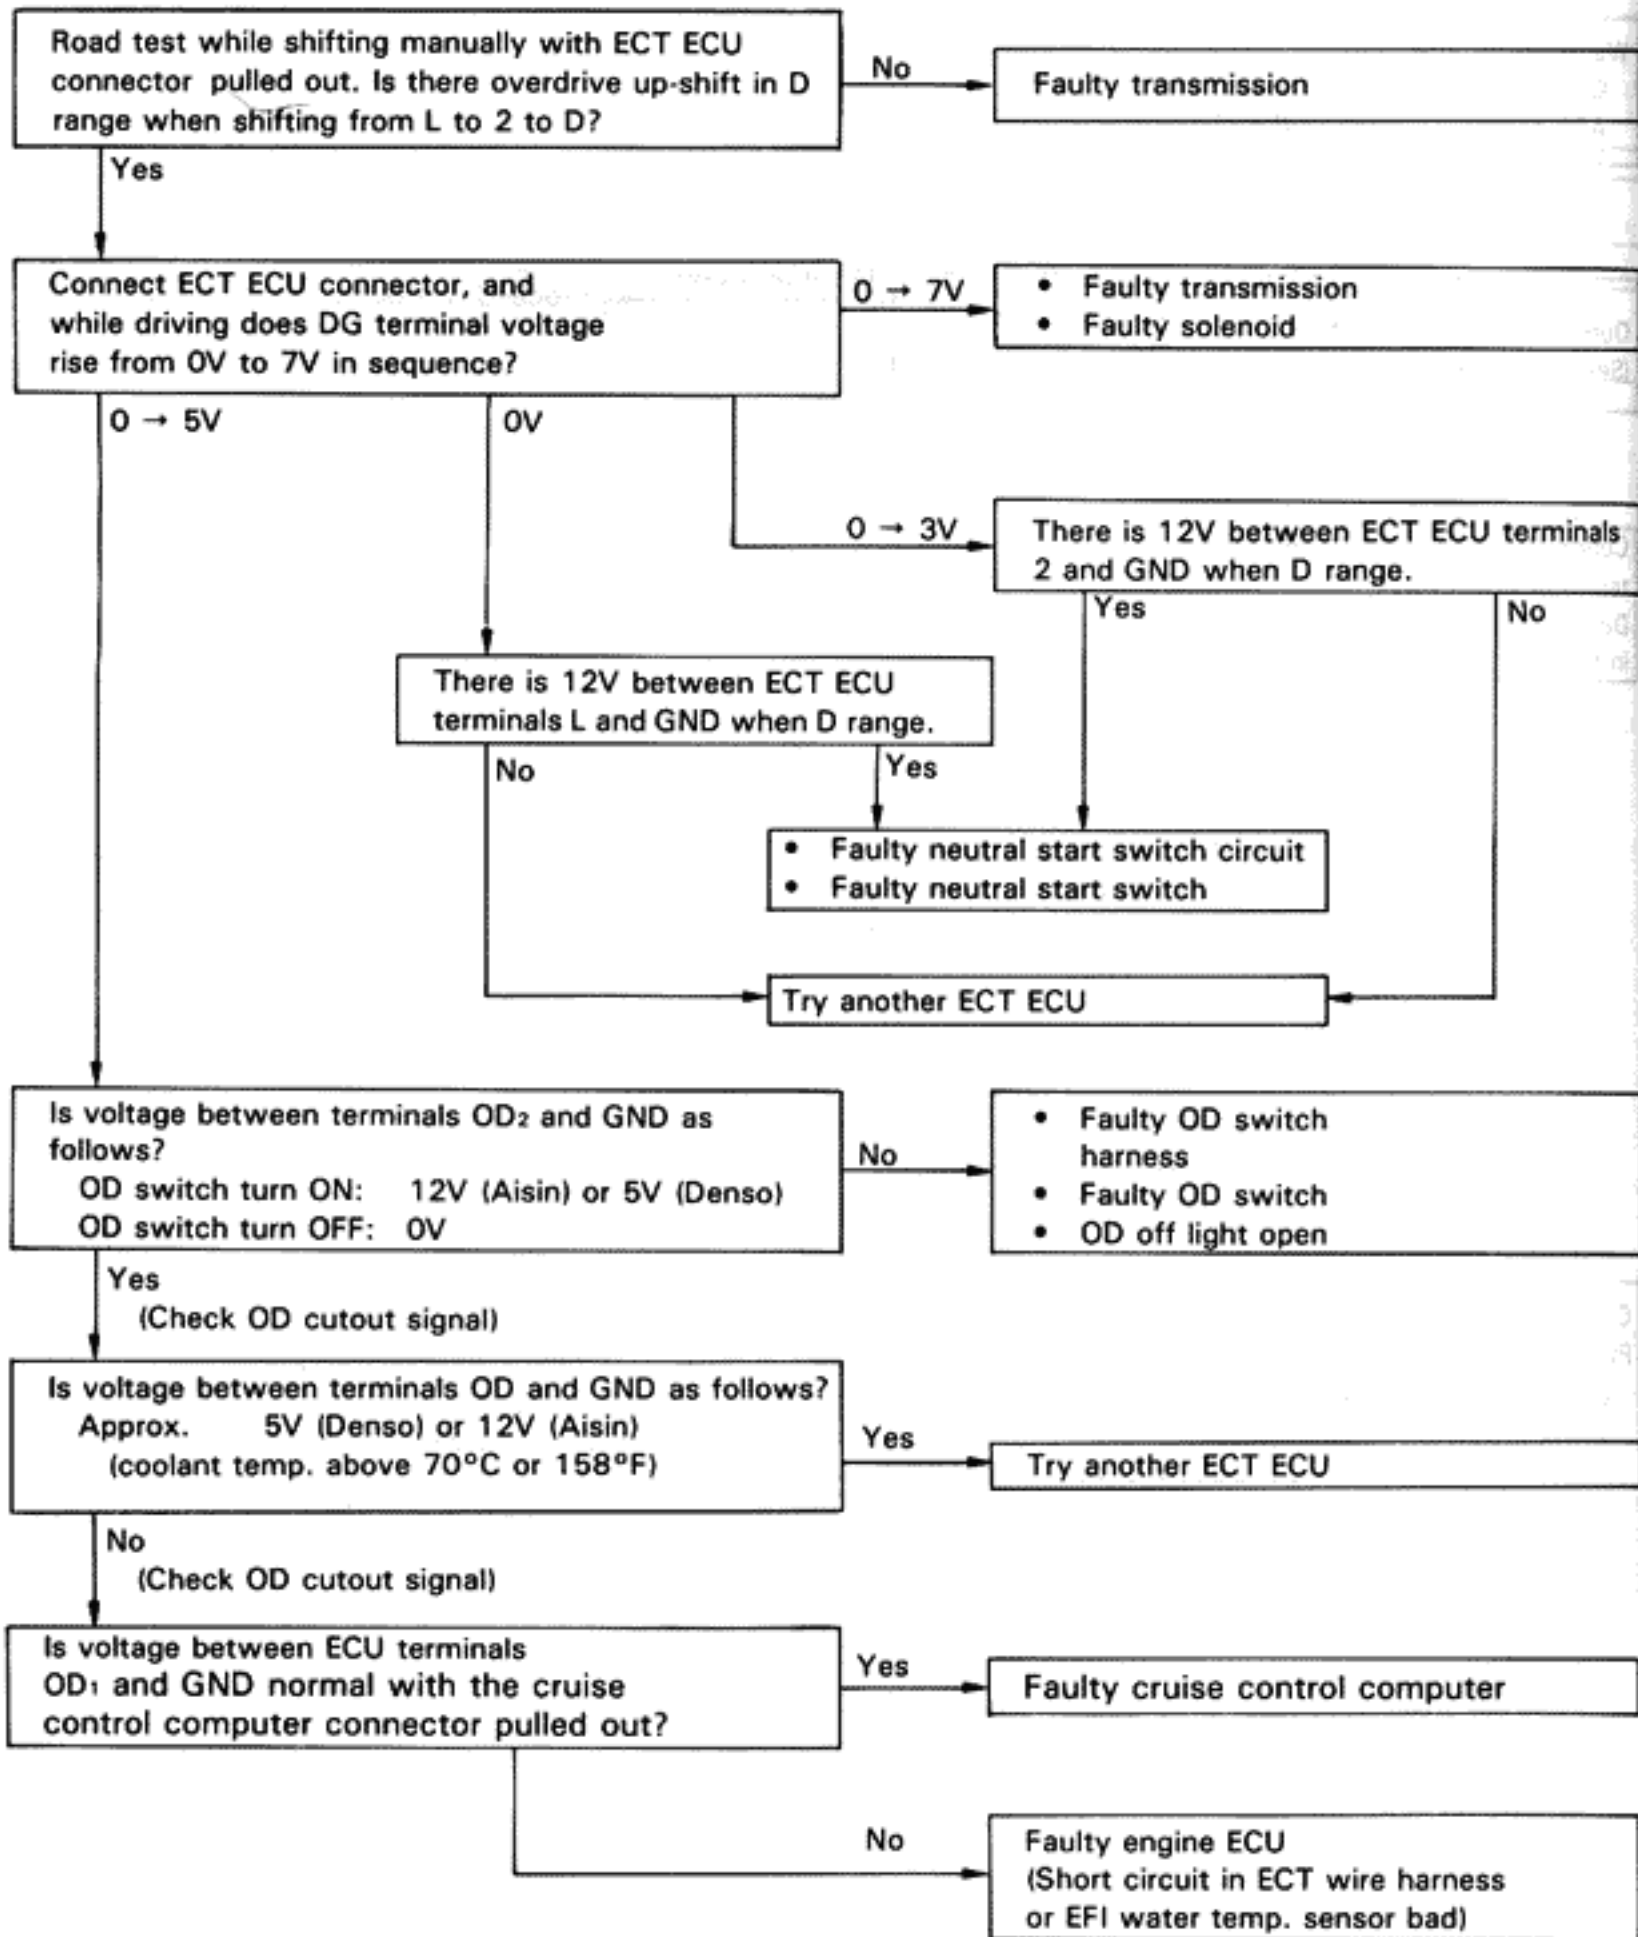 Road test while shifting manually with ECT ECU
connector pulled out. Is there overdrive up-shift in D
range when shifting from L to 2 to D?
No
Faulty transmission
Yes
Connect ECT ECU connector, and
while driving does DG terminal voltage
rise from 0V to 7V in sequence?
0 → 7V
• Faulty transmission
• Faulty solenoid
0 → 5V
0V
0 → 3V
There is 12V between ECT ECU terminals
2 and GND when D range.
Yes
No
There is 12V between ECT ECU
terminals L and GND when D range.
No
Yes
• Faulty neutral start switch circuit
• Faulty neutral start switch
Try another ECT ECU
Is voltage between terminals OD₂ and GND as
follows?
OD switch turn ON: 12V (Aisin) or 5V (Denso)
OD switch turn OFF: 0V
No
• Faulty OD switch
harness
• Faulty OD switch
• OD off light open
Yes
(Check OD cutout signal)
Is voltage between terminals OD and GND as follows?
Approx. 5V (Denso) or 12V (Aisin)
(coolant temp. above 70°C or 158°F)
Yes
Try another ECT ECU
No
(Check OD cutout signal)
Is voltage between ECU terminals
OD₁ and GND normal with the cruise
control computer connector pulled out?
Yes
Faulty cruise control computer
No
Faulty engine ECU
(Short circuit in ECT wire harness
or EFI water temp. sensor bad)